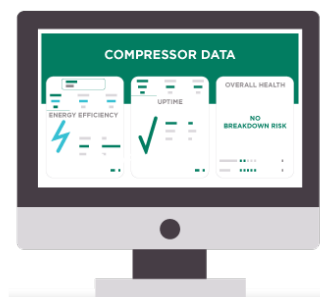 COMPRESSOR DATA
ENERGY EFFICIENCY
UPTIME
OVERALL HEALTH
NO
BREAKDOWN RISK